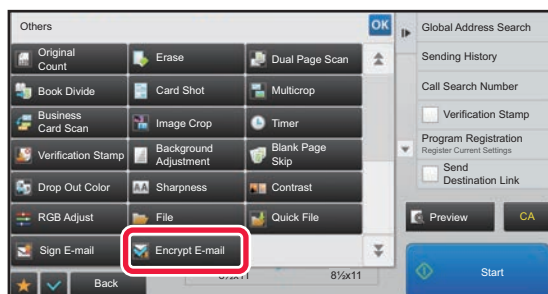 Others
OK
Original
Count
Erase
Dual Page Scan
Book Divide
Card Shot
Multicrop
Business
Card Scan
Image Crop
Timer
Verification Stamp
Background
Adjustment
Blank Page
Skip
Drop Out Color
AA Sharpness
Contrast
RGB Adjust
File
Quick File
Sign E-mail
Encrypt E-mail
Back
8½x11
Global Address Search
Sending History
Call Search Number
Verification Stamp
Program Registration
Register Current Settings
Send
Destination Link
Preview
CA
Start